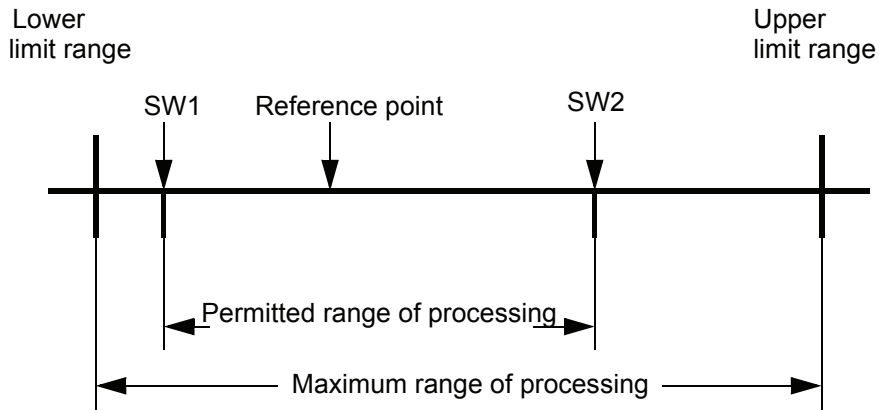 Lower
limit range
Upper
limit range
SW1
Reference point
SW2
Permitted range of processing
Maximum range of processing